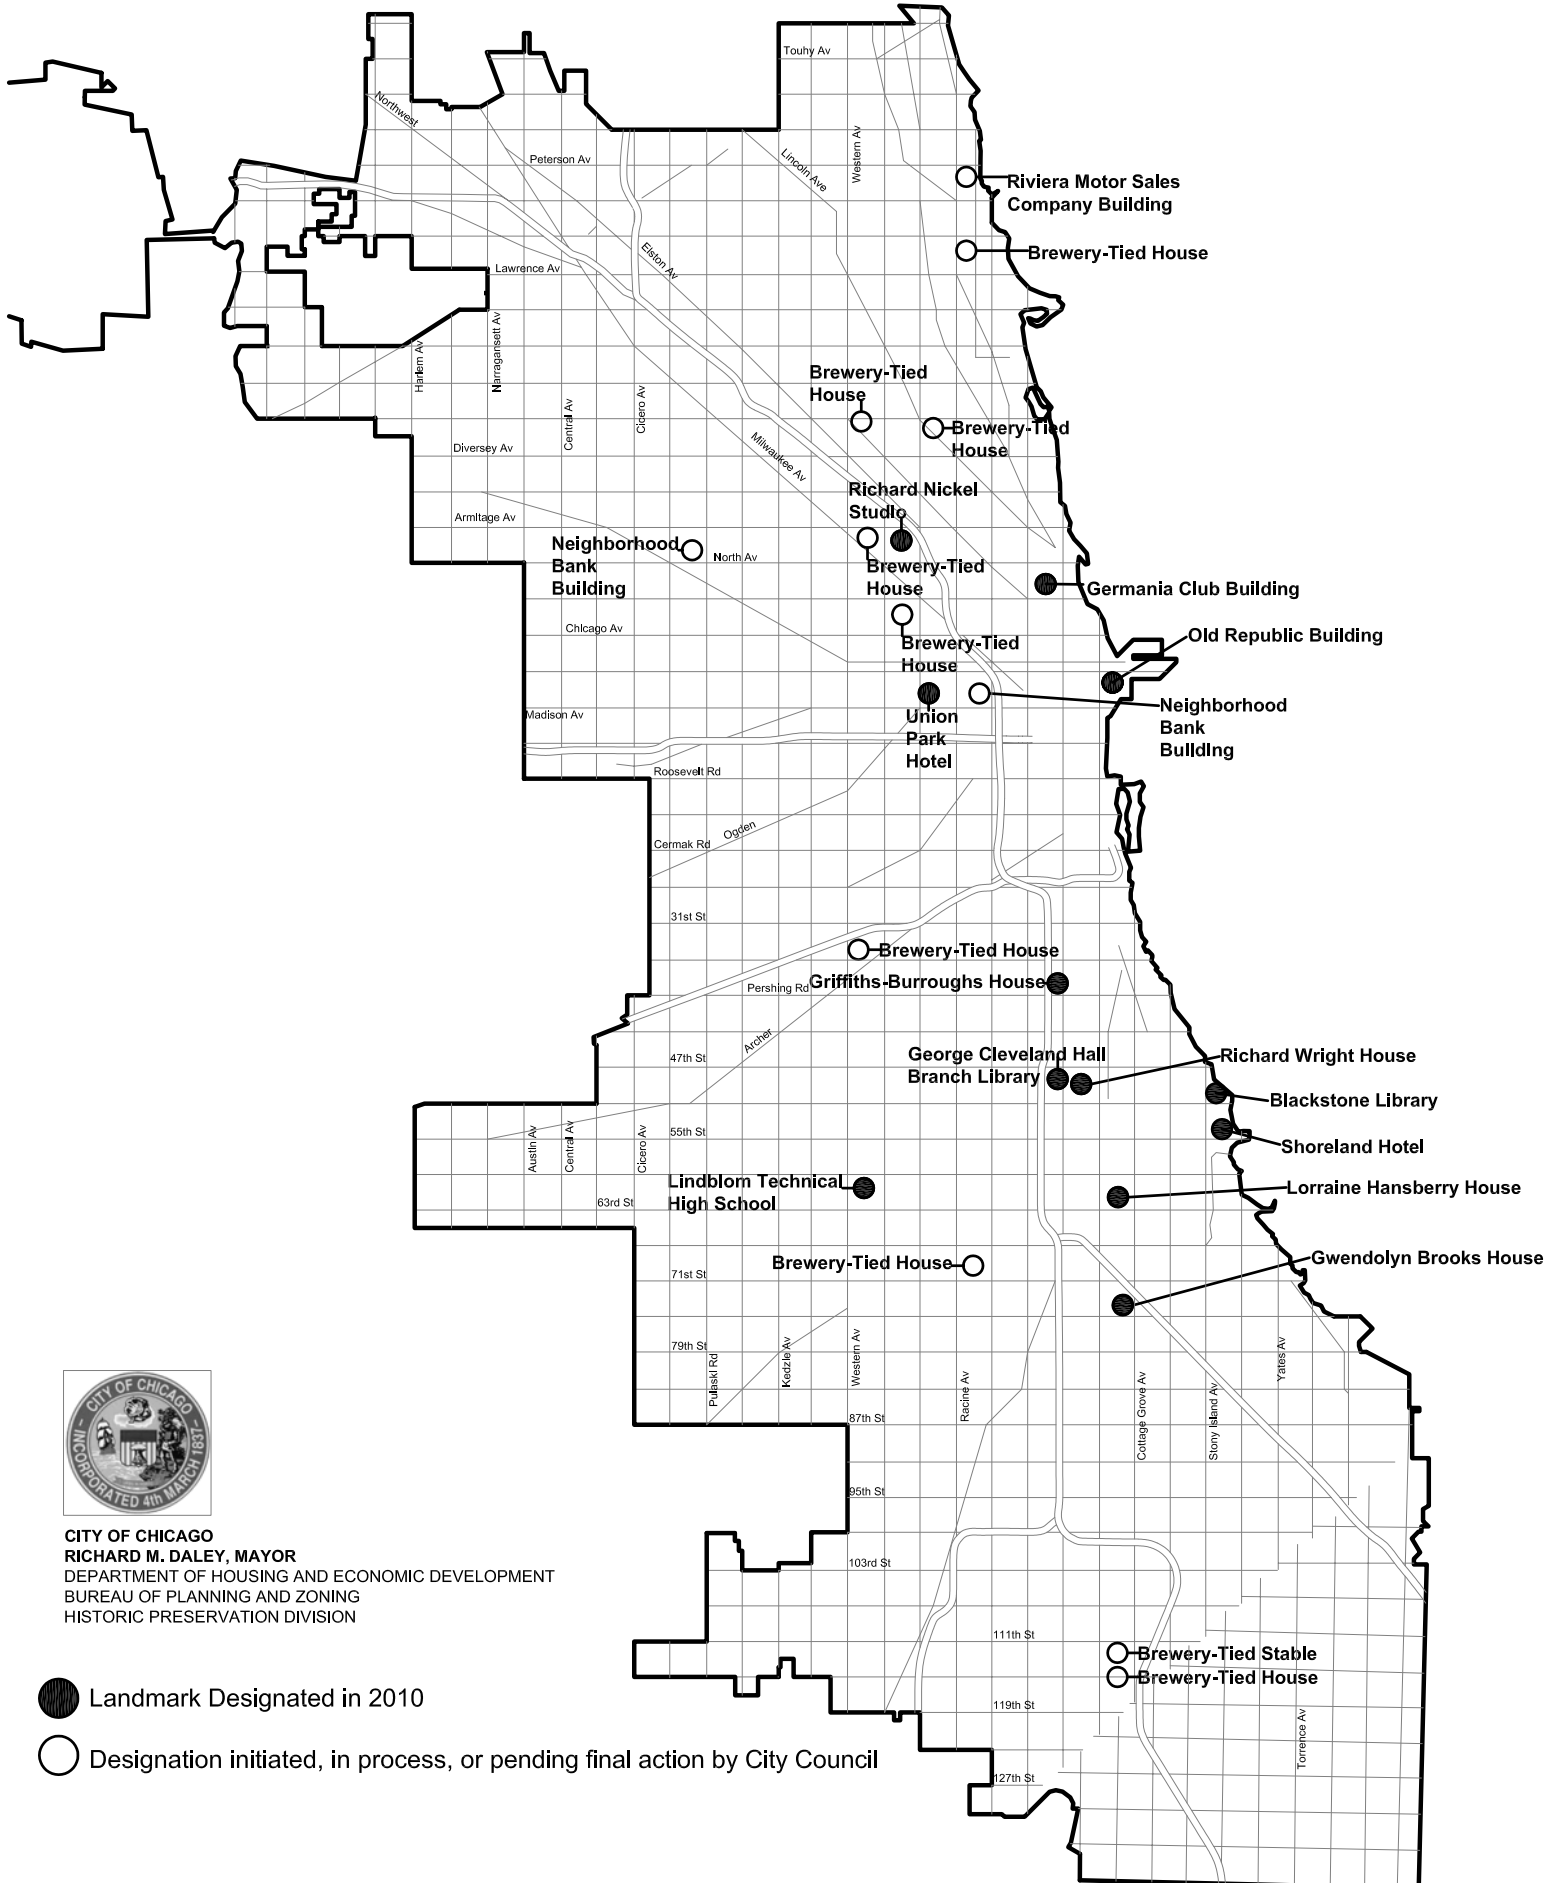 Touhy Av
Northwest
Peterson Av
Lincoln Ave
Western Av
Riviera Motor Sales
Company Building
Brewery-Tied House
Elston Av
Lawrence Av
Harlem Av
Narragansett Av
Central Av
Cicero Av
Brewery-Tied
House
Brewery-Tied
House
Diversey Av
Milwaukee Av
Richard Nickel
Studio
Armitage Av
Neighborhood
Bank
Building
North Av
Brewery-Tied
House
Germania Club Building
Chicago Av
Brewery-Tied
House
Old Republic Building
Neighborhood
Bank
Building
Madison Av
Union
Park
Hotel
Roosevelt Rd
Ogden
Cermak Rd
31st St
Brewery-Tied House
Pershing Rd
Griffiths-Burroughs House
Archer
47th St
George Cleveland Hall
Branch Library
Richard Wright House
Blackstone Library
55th St
Austin Av
Central Av
Cicero Av
Shoreland Hotel
Lindblom Technical
High School
63rd St
Lorraine Hansberry House
Brewery-Tied House
71st St
Gwendolyn Brooks House
79th St
Pulaski Rd
Kedzie Av
Western Av
Racine Av
Cottage Grove Av
Stony Island Av
Yates Av
87th St
95th St
103rd St
CITY OF CHICAGO
INCORPORATED 4th MARCH 1837
CITY OF CHICAGO
RICHARD M. DALEY, MAYOR
DEPARTMENT OF HOUSING AND ECONOMIC DEVELOPMENT
BUREAU OF PLANNING AND ZONING
HISTORIC PRESERVATION DIVISION
111th St
Brewery-Tied Stable
Brewery-Tied House
119th St
Torrence Av
127th St
Landmark Designated in 2010
Designation initiated, in process, or pending final action by City Council